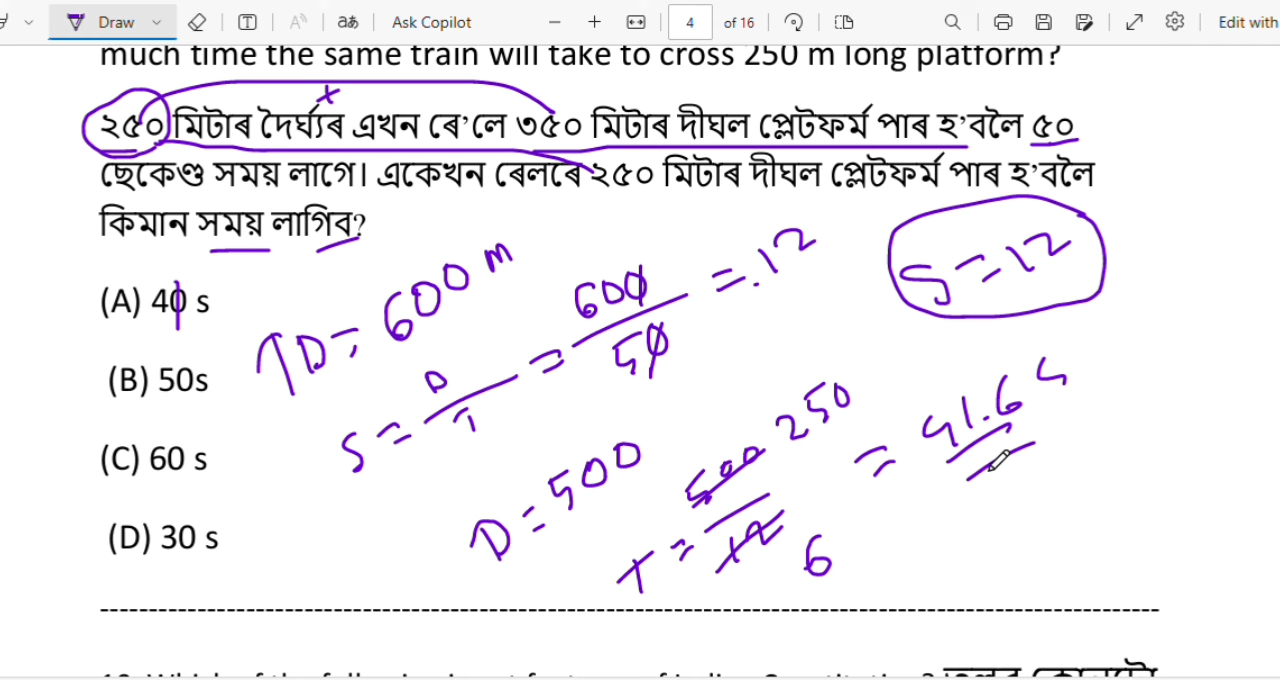 Draw
Ask Copilot
4 of 16
Edit with
much time the same train will take to cross 250 m long platform?
২৫০ মিটাৰ দৈৰ্ঘ্যৰ এখন ৰে'লে ৩৫০ মিটাৰ দীঘল প্লেটফৰ্ম পাৰ হ'বলৈ ৫০
ছেকেণ্ড সময় লাগে। একেখন ৰেলৰে ২৫০ মিটাৰ দীঘল প্লেটফৰ্ম পাৰ হ'বলৈ
কিমান সময় লাগিব?
S = 12
(A) 40 s
D = 600 m
S = D/T = 600/50 = 12
(B) 50s
(C) 60 s
D = 500
T = 500/12 250 6 = 41.6 s
(D) 30 s